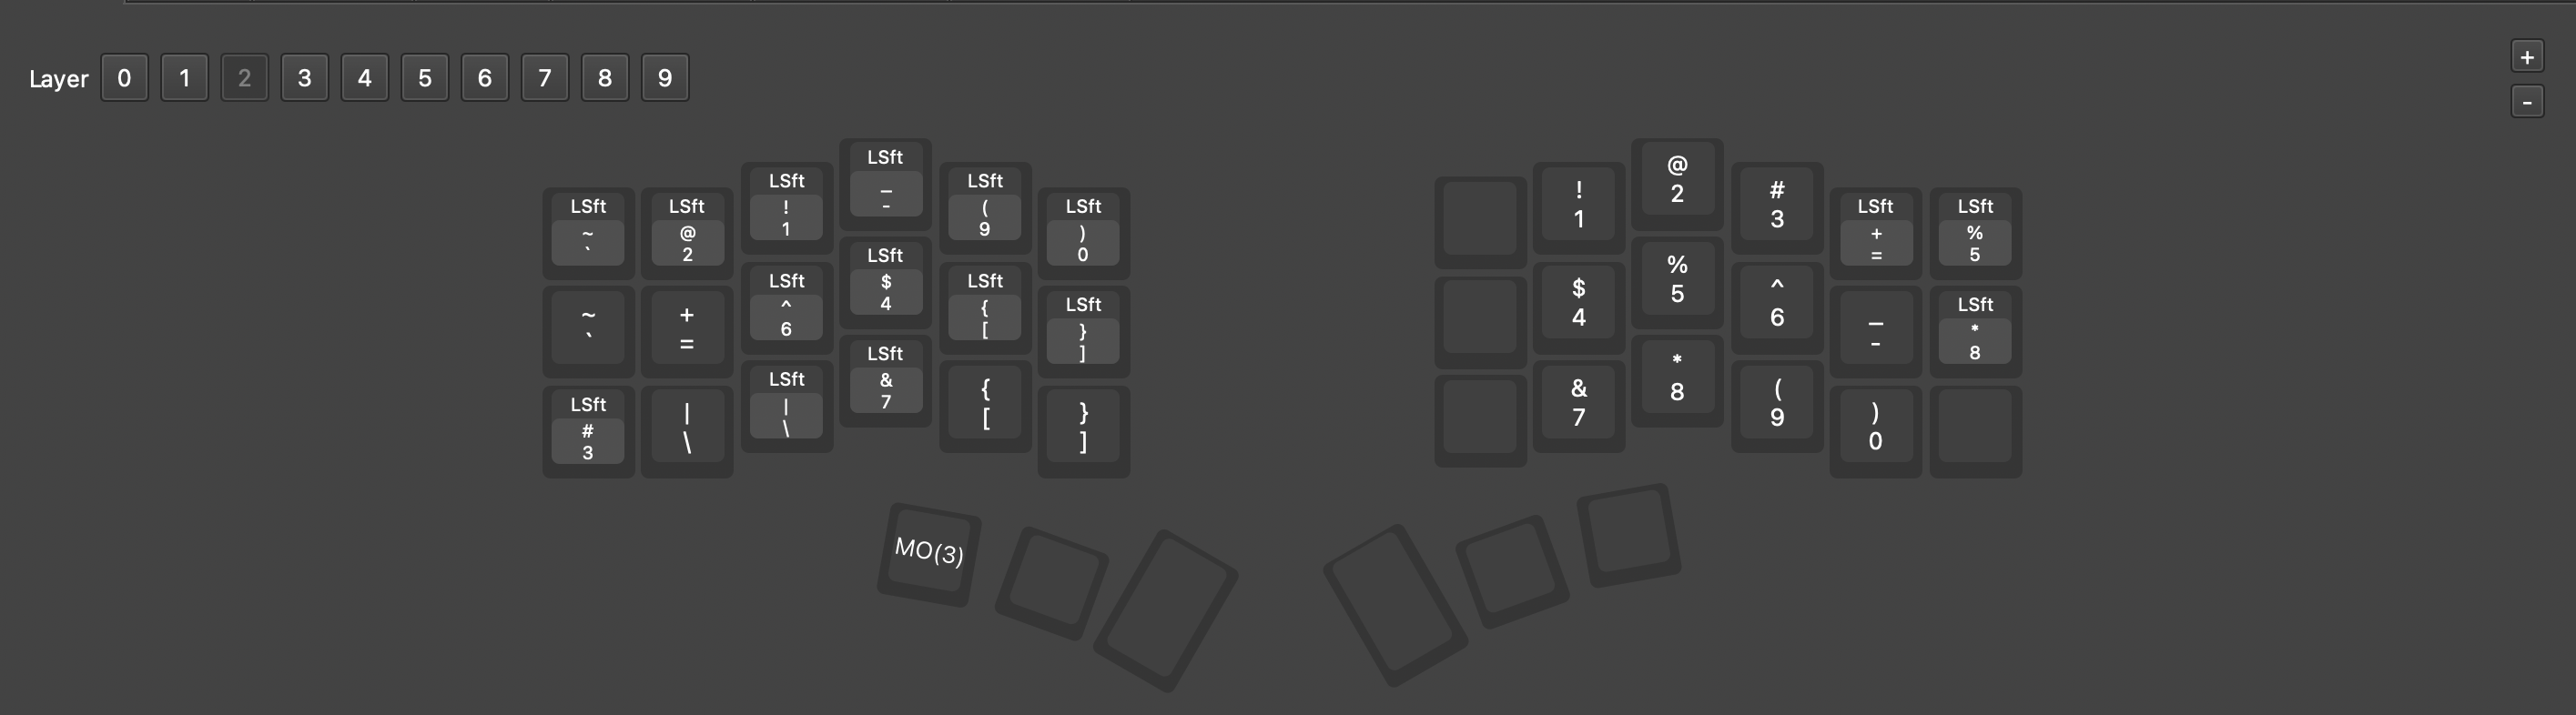 Layer 0 1 2 3 4 5 6 7 8 9
+
-
LSft ~ `
LSft @ 2
LSft ! 1
LSft _ -
LSft ( 9
LSft ) 0
! 1
@ 2
# 3
LSft + =
LSft % 5
~ `
+ =
LSft ^ 6
LSft $ 4
LSft { [
LSft } ]
$ 4
% 5
^ 6
_ -
LSft * 8
LSft # 3
| \
LSft | \
LSft & 7
{ [
} ]
& 7
* 8
( 9
) 0
MO(3)